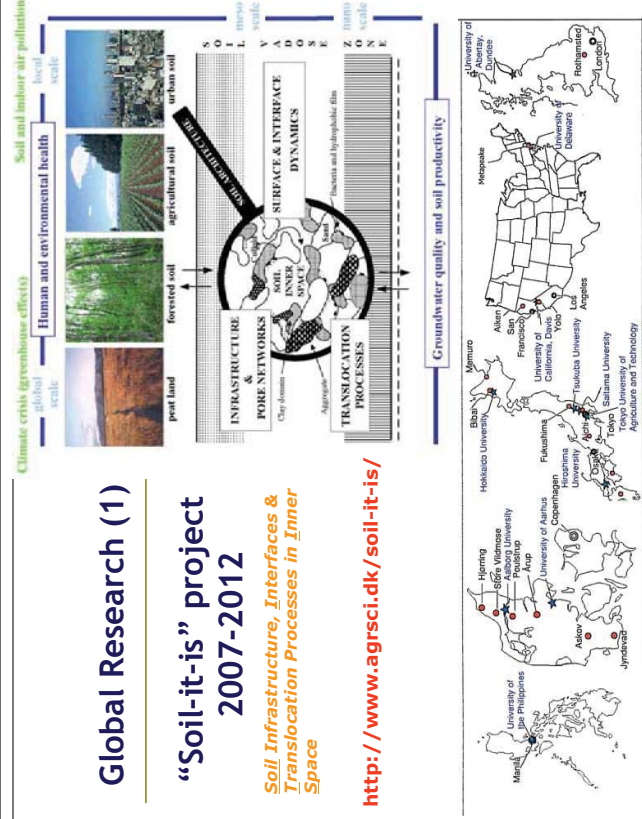 Global Research (1)
“Soil-it-is” project
2007-2012
Soil Infrastructure, Interfaces &
Translocation Processes in Inner
Space
http://www.agrsci.dk/soil-it-is/
Climate crisis (greenhouse effects)
Soil and indoor air pollution
global
scale
local
scale
Human and environmental health
peat land
forested soil
agricultural soil
urban soil
meso
scale
nano
scale
SOIL VADOSE ZONE
SOIL ARCHITECTURE
INFRASTRUCTURE
&
PORE NETWORKS
SURFACE & INTERFACE
DYNAMICS
Colloids
SOIL
INNER
SPACE
Clay domain
Aggregate
Sand
Bacteria and hydrophobic film
TRANSLOCATION
PROCESSES
Groundwater quality and soil productivity
Manila
University of
the Philippines
Hjørring
Store Vildmose
Aalborg University
Poulstrup
Årup
University of Aarhus
Copenhagen
Askov
Jyndevad
Bibai
Memuro
Hokkaido University
Fukushima
Hiroshima
University
Osaka
Aichi
Tokyo
Tsukuba University
Saitama University
Tokyo University of
Agriculture and Technology
Aiken
San
Francisco
University of
California, Davis
Yolo
Los
Angeles
Metapeake
University of
Delaware
University of
Abertay,
Dundee
Rothamsted
London